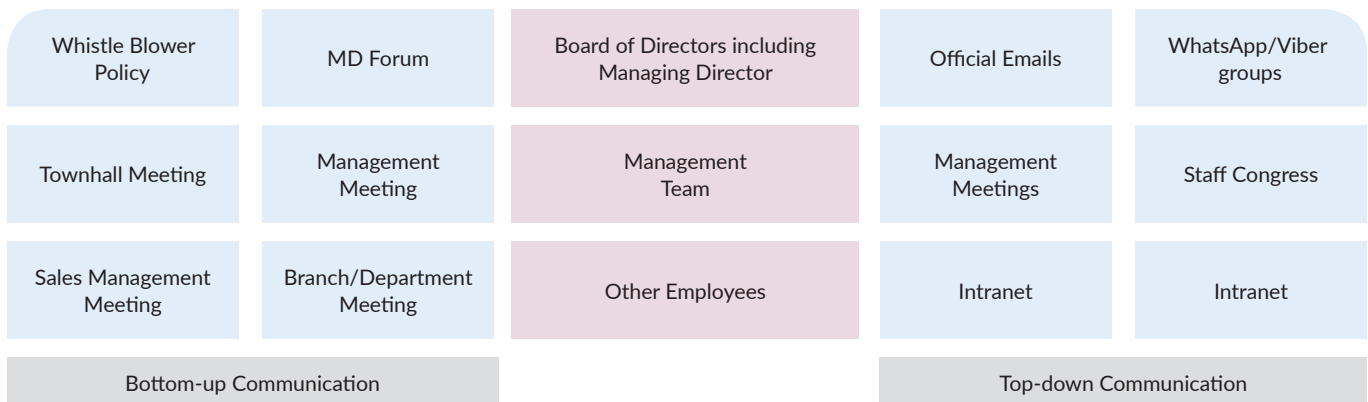 Whistle Blower
Policy
MD Forum
Board of Directors including
Managing Director
Official Emails
WhatsApp/Viber
groups
Townhall Meeting
Management
Meeting
Management
Team
Management
Meetings
Staff Congress
Sales Management
Meeting
Branch/Department
Meeting
Other Employees
Intranet
Intranet
Bottom-up Communication
Top-down Communication